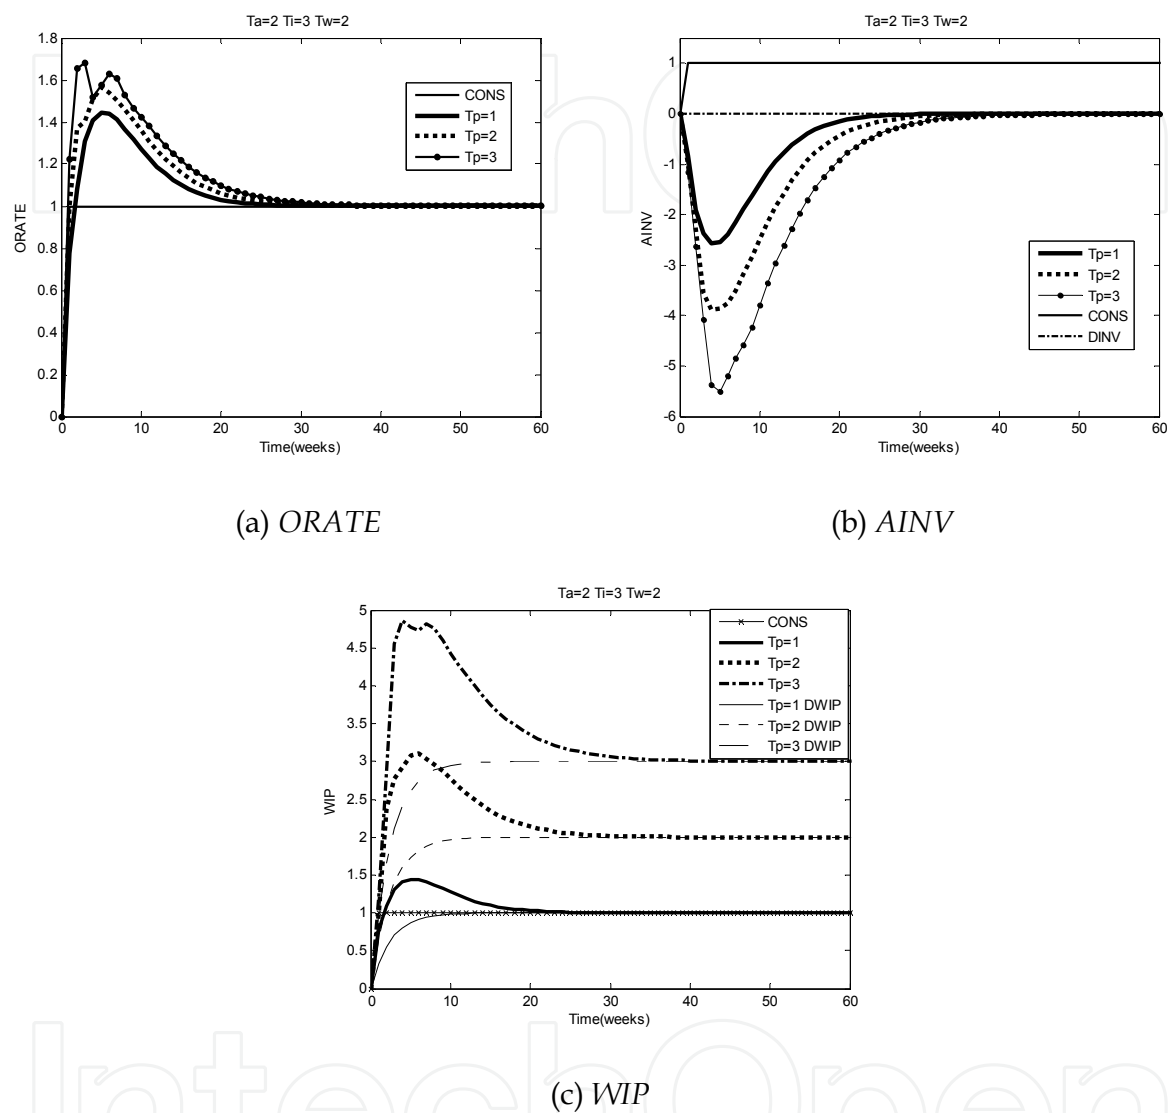 Ta=2 Ti=3 Tw=2
1.8
1.6
1.4
1.2
1
0.8
0.6
0.4
0.2
0
ORATE
CONS
Tp=1
Tp=2
Tp=3
0 10 20 30 40 50 60
Time(weeks)
(a) ORATE
Ta=2 Ti=3 Tw=2
1
0
-1
-2
-3
-4
-5
-6
AINV
Tp=1
Tp=2
Tp=3
CONS
DINV
0 10 20 30 40 50 60
Time(weeks)
(b) AINV
Ta=2 Ti=3 Tw=2
5
4.5
4
3.5
3
2.5
2
1.5
1
0.5
0
WIP
CONS
Tp=1
Tp=2
Tp=3
Tp=1 DWIP
Tp=2 DWIP
Tp=3 DWIP
0 10 20 30 40 50 60
Time(weeks)
(c) WIP
IntechOpen